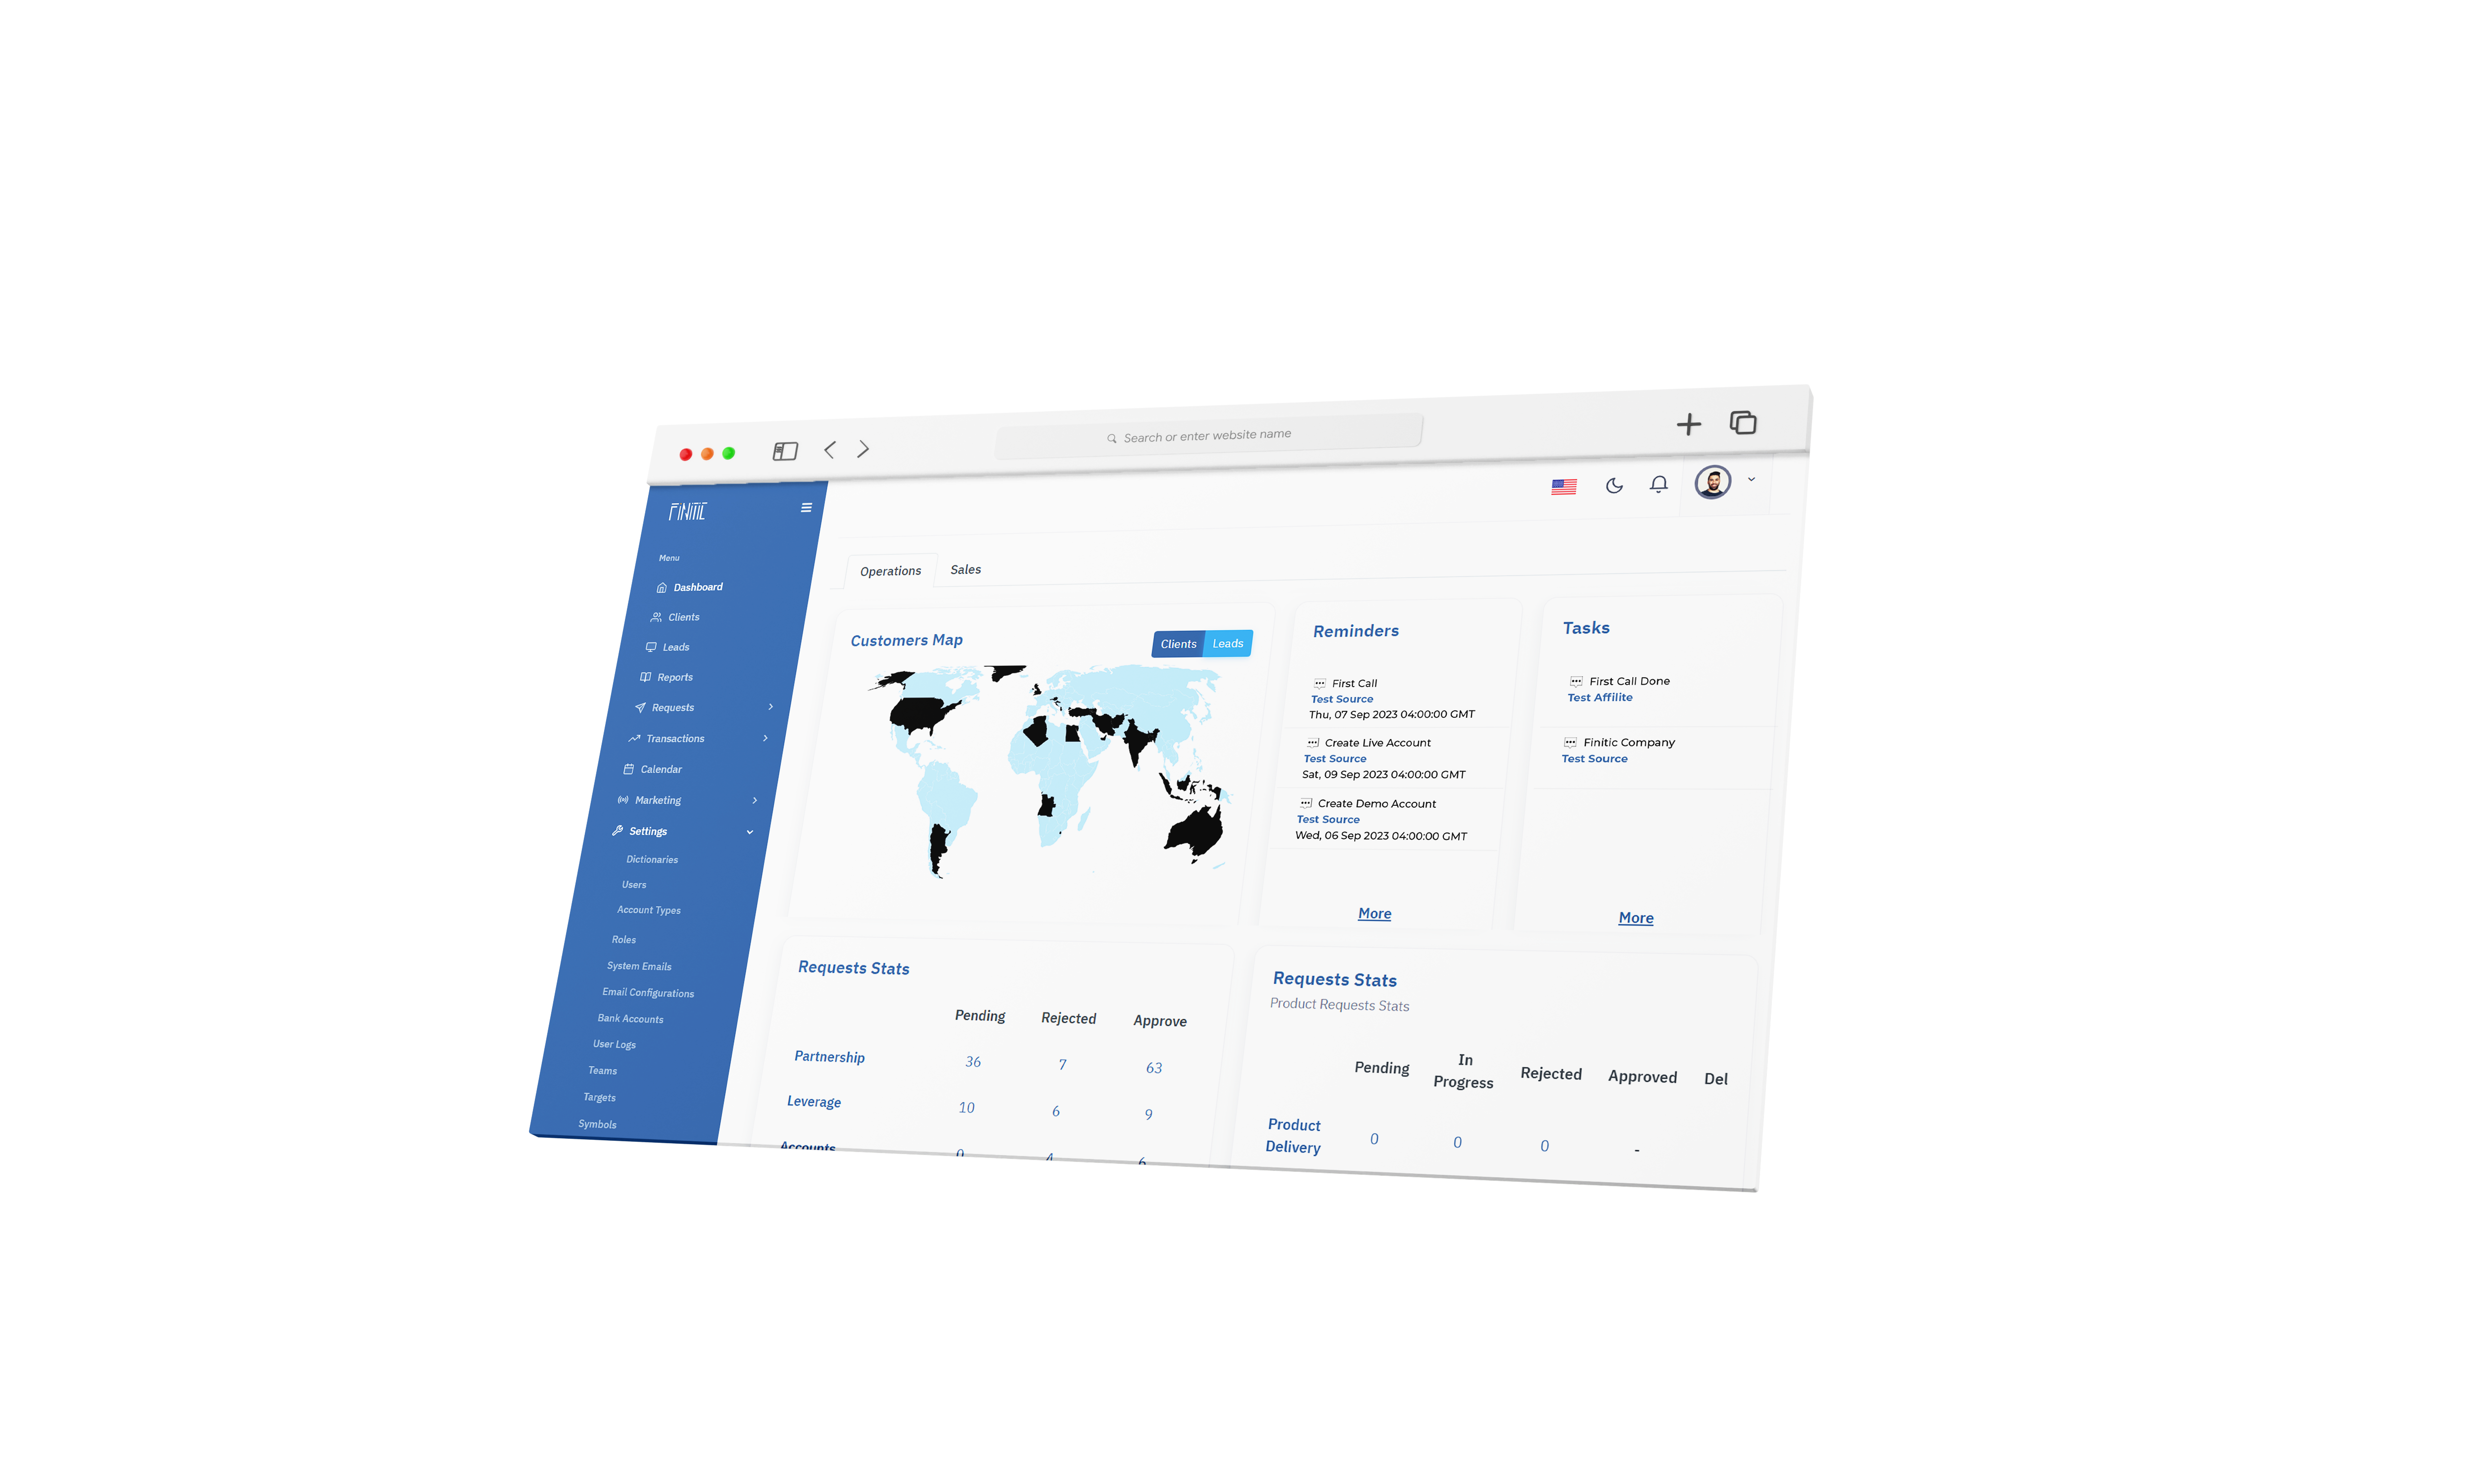 Search or enter website name
FINITIC
Menu
Dashboard
Clients
Leads
Reports
Requests
Transactions
Calendar
Marketing
Settings
Dictionaries
Users
Account Types
Roles
System Emails
Email Configurations
Bank Accounts
User Logs
Teams
Targets
Symbols
Operations
Sales
Customers Map
Clients
Leads
Reminders
First Call
Test Source
Thu, 07 Sep 2023 04:00:00 GMT
Create Live Account
Test Source
Sat, 09 Sep 2023 04:00:00 GMT
Create Demo Account
Test Source
Wed, 06 Sep 2023 04:00:00 GMT
More
Tasks
First Call Done
Test Affilite
Finitic Company
Test Source
More
Requests Stats
Pending Rejected Approve
Partnership 36 7 63
Leverage 10 6 9
Accounts 0 4 6
Requests Stats
Product Requests Stats
Pending In Progress Rejected Approved Del
Product Delivery 0 0 0 -